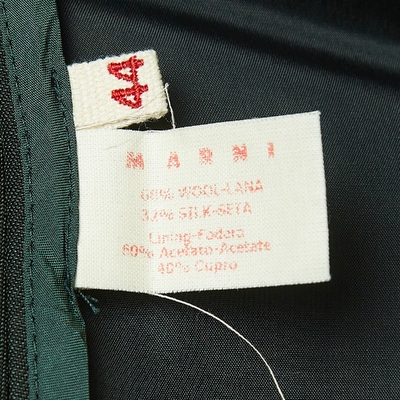 44
MARNI
68% WOOL-LANA
32% SILK-SETA
Lining-Fodera
60% Acetato-Acetate
40% Cupro